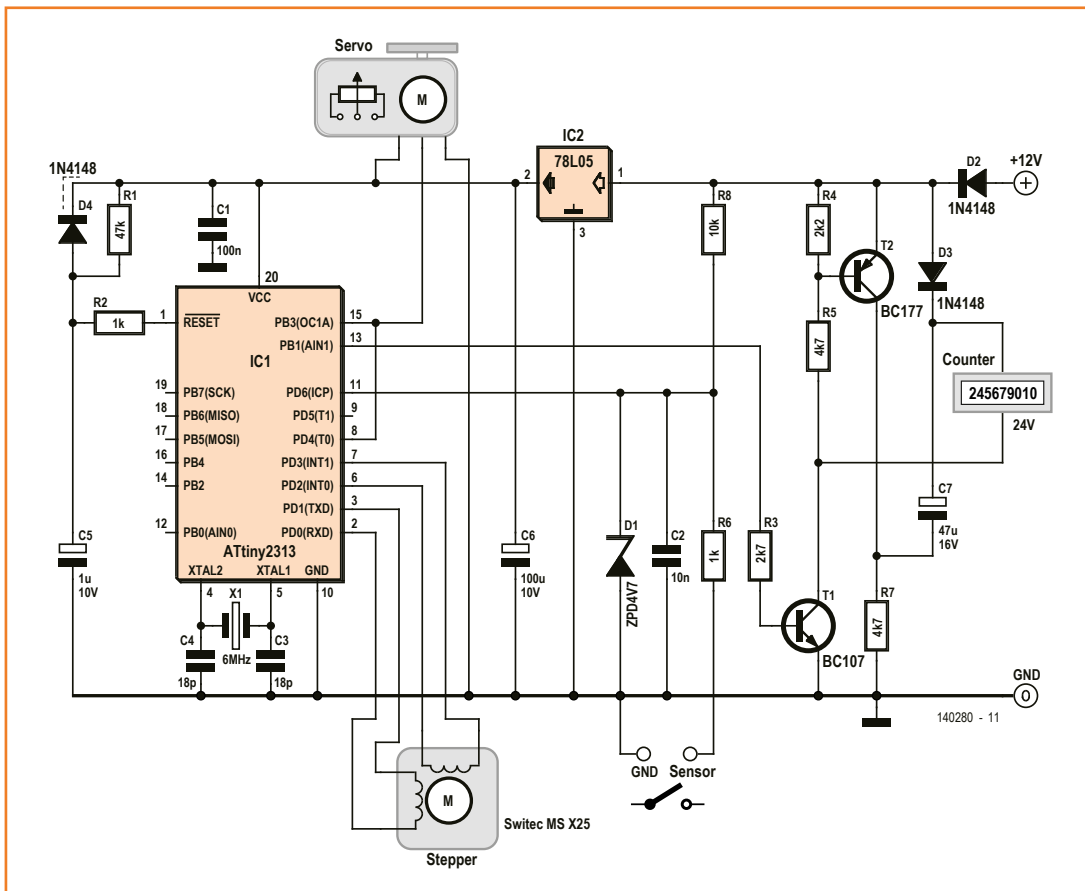 Servo
M
IC2
78L05
2
1
3
D2
+12V
1N4148
1N4148
D4
R1
47k
C1
100n
R8
10k
R4
2k2
T2
BC177
D3
1N4148
R5
4k7
Counter
245679010
24V
20
VCC
R2
1k
1
RESET
PB3(OC1A)
15
PB1(AIN1)
13
IC1
19
PB7(SCK)
PD6(ICP)
11
18
PB6(MISO)
PD5(T1)
9
17
PB5(MOSI)
PD4(T0)
8
16
PB4
PD3(INT1)
7
14
PB2
PD2(INT0)
6
PD1(TXD)
3
12
PB0(AIN0)
PD0(RXD)
2
ATtiny2313
XTAL2
XTAL1
GND
4
5
10
C5
1u
10V
X1
6MHz
C4
18p
C3
18p
C6
100u
10V
D1
ZPD4V7
C2
10n
R6
1k
R3
2k7
C7
47u
16V
T1
BC107
R7
4k7
GND
140280 - 11
GND
Sensor
M
Switec MS X25
Stepper